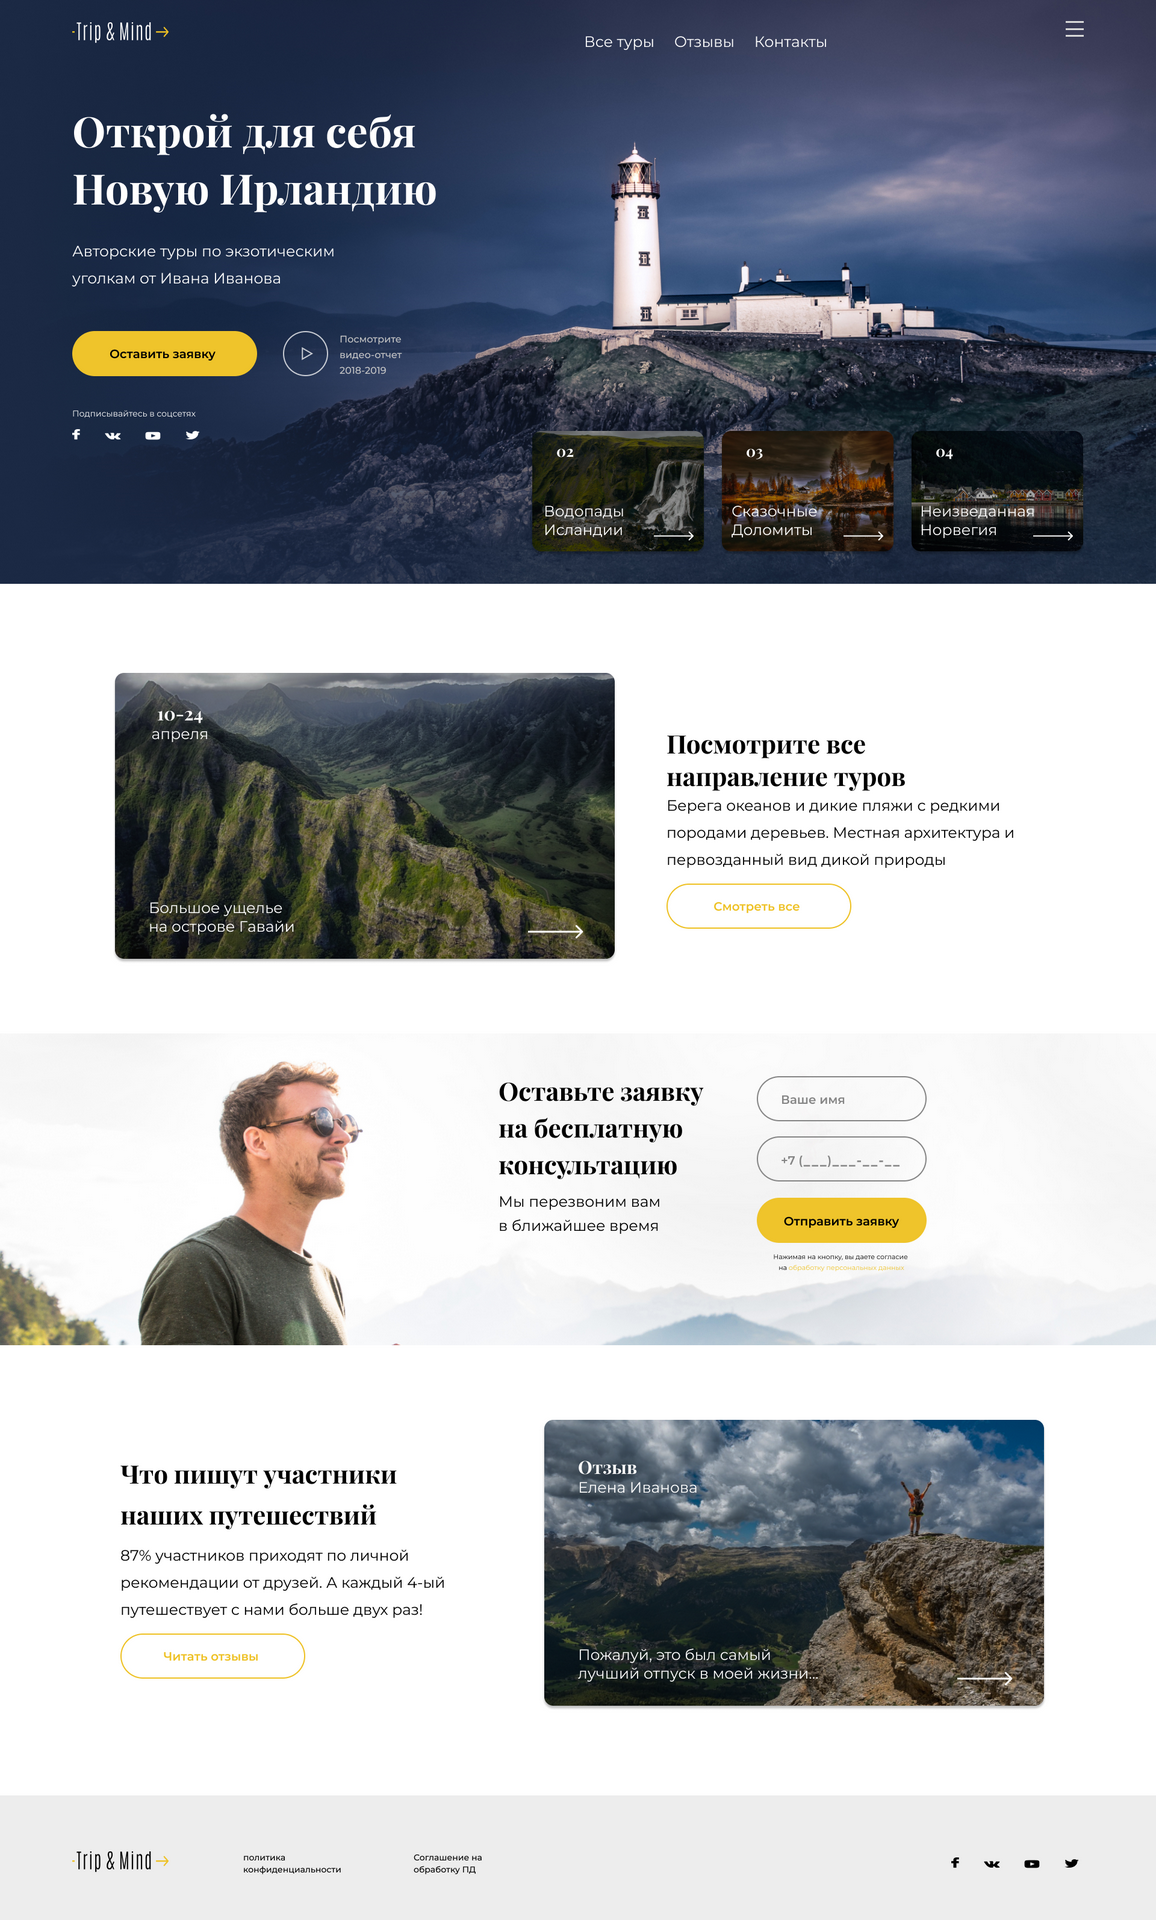 Trip & Mind
Все туры Отзывы Контакты
Открой для себя
Новую Ирландию
Авторские туры по экзотическим
уголкам от Ивана Иванова
Оставить заявку
Посмотрите
видео-отчет
2018-2019
Подписывайтесь в соцсетях
02
Водопады
Исландии
03
Сказочные
Доломиты
04
Неизведанная
Норвегия
10-24
апреля
Большое ущелье
на острове Гавайи
Посмотрите все
направление туров
Берега океанов и дикие пляжи с редкими
породами деревьев. Местная архитектура и
первозданный вид дикой природы
Смотреть все
Оставьте заявку
на бесплатную
консультацию
Мы перезвоним вам
в ближайшее время
Ваше имя
+7 (___)___-__-__
Отправить заявку
Нажимая на кнопку, вы даете согласие
на обработку персональных данных
Что пишут участники
наших путешествий
87% участников приходят по личной
рекомендации от друзей. А каждый 4-ый
путешествует с нами больше двух раз!
Читать отзывы
Отзыв
Елена Иванова
Пожалуй, это был самый
лучший отпуск в моей жизни...
Trip & Mind
политика
конфиденциальности
Соглашение на
обработку ПД